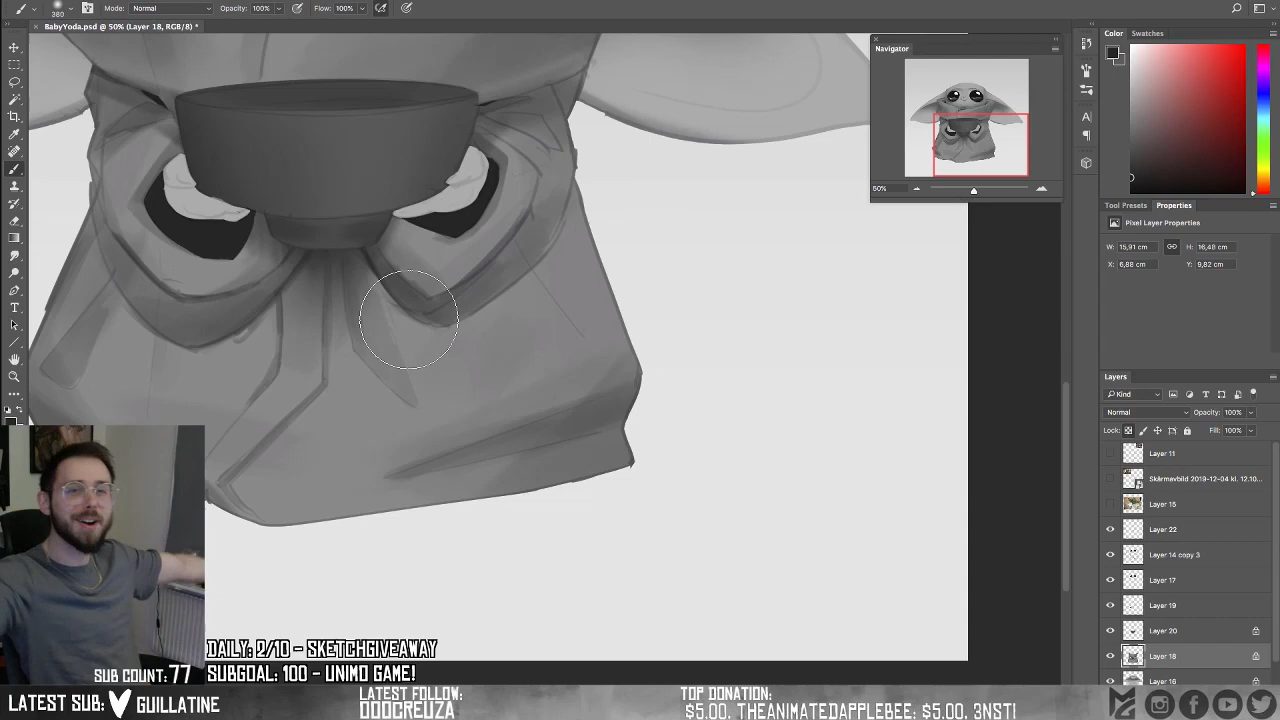 380
Mode: Normal
Opacity: 100%
Flow: 100%
BabyYoda.psd @ 50% (Layer 18, RGB/8) *
Navigator
50%
Color
Swatches
Tool Presets
Properties
Pixel Layer Properties
W: 15,91 cm
H: 16,48 cm
X: 6,88 cm
Y: 9,82 cm
Layers
Kind
Normal
Opacity: 100%
Lock:
Fill: 100%
Layer 11
Skärmavbild 2019-12-04 kl. 12.10...
Layer 15
Layer 22
Layer 14 copy 3
Layer 17
Layer 19
Layer 20
Layer 18
Layer 16
DAILY: 2/10 - SKETCHGIVEAWAY
SUB COUNT: 77
SUBGOAL: 100 - UNIMO GAME!
LATEST SUB:
GUILLATINE
LATEST FOLLOW:
ODOCREUZA
TOP DONATION:
$5.00, THEANIMATEDAPPLEBEE; $5.00, 3NST!